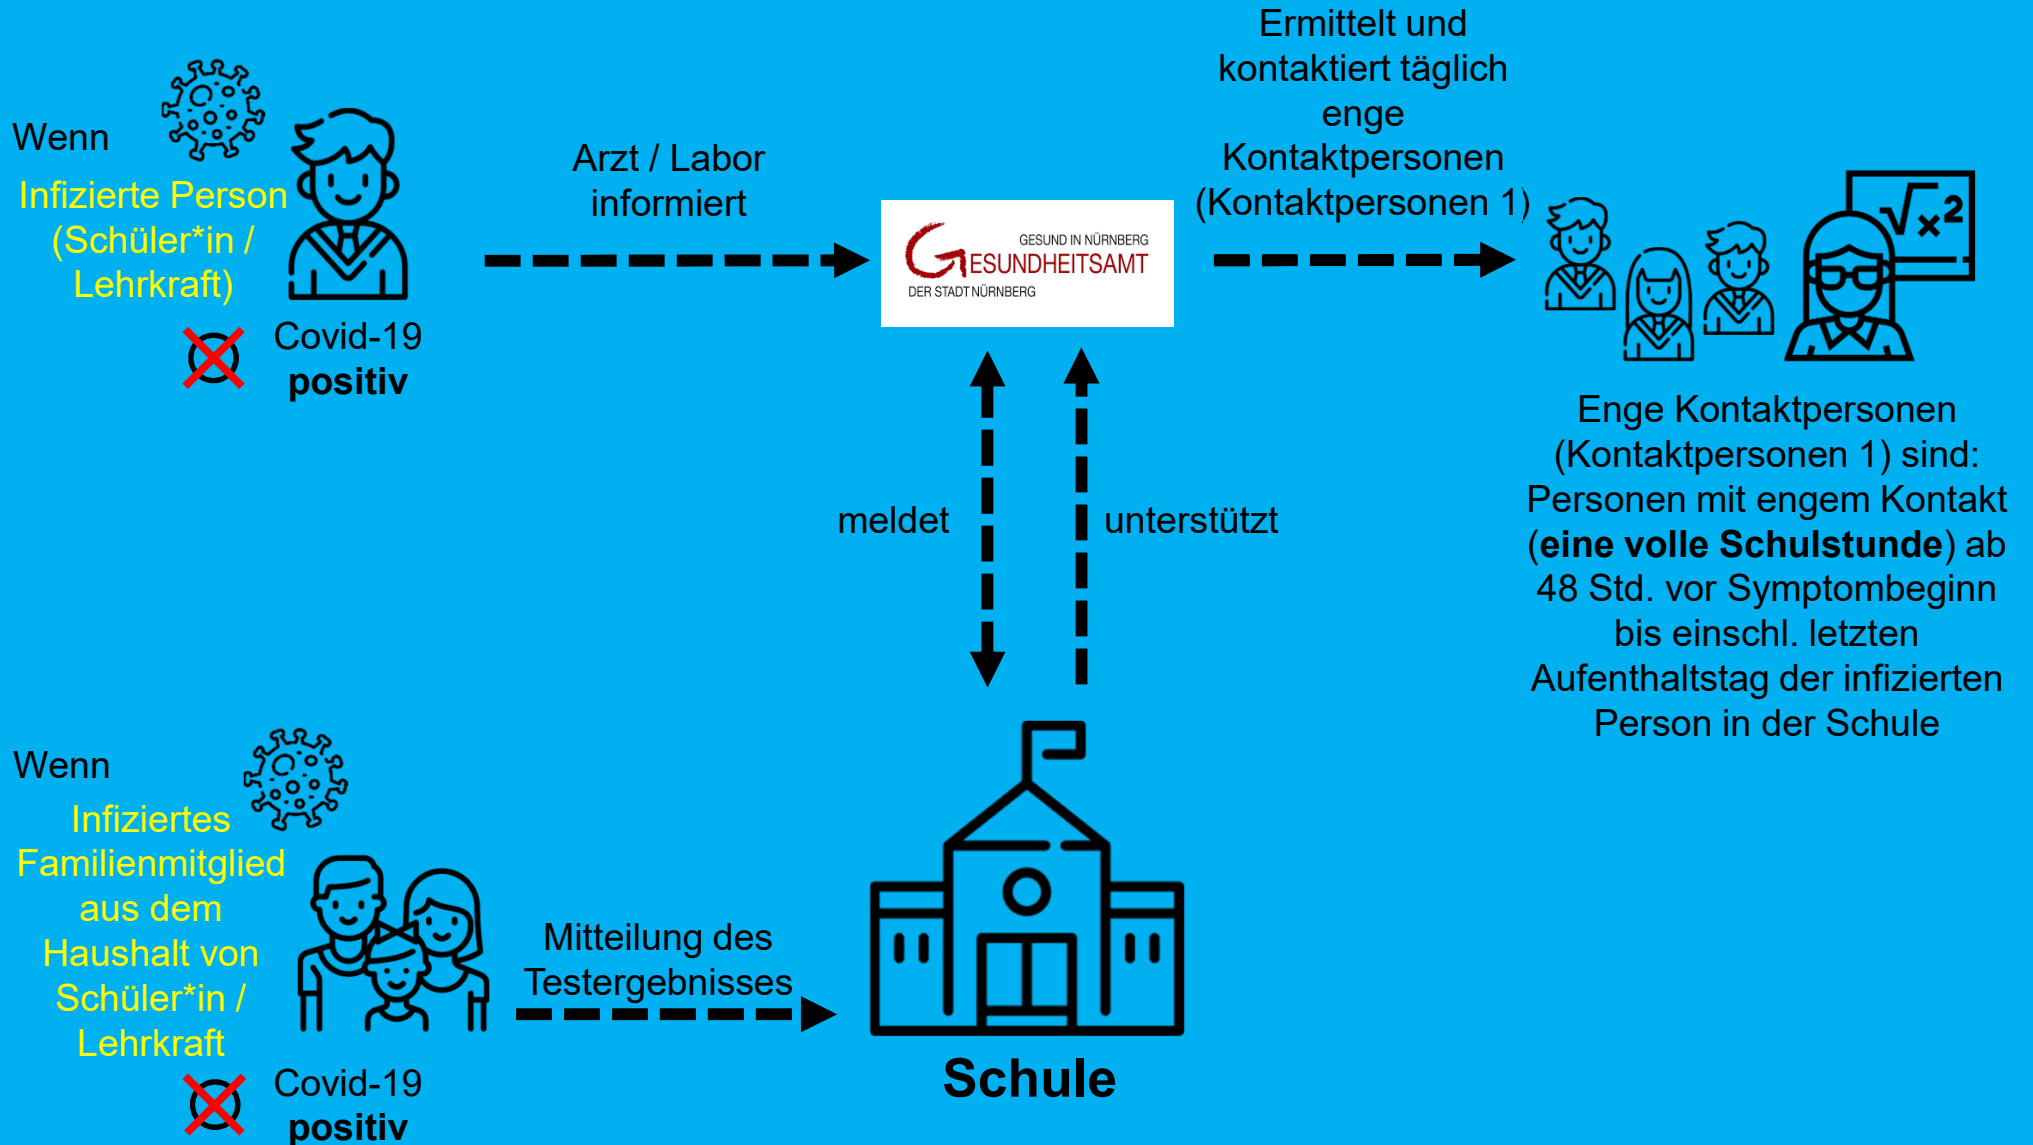 Wenn
Infizierte Person
(Schüler*in /
Lehrkraft)
Covid-19
positiv
Arzt / Labor
informiert
GESUND IN NÜRNBERG
GESUNDHEITSAMT
DER STADT NÜRNBERG
Ermittelt und
kontaktiert täglich
enge
Kontaktpersonen
(Kontaktpersonen 1)
√x²
Enge Kontaktpersonen
(Kontaktpersonen 1) sind:
Personen mit engem Kontakt
(eine volle Schulstunde) ab
48 Std. vor Symptombeginn
bis einschl. letzten
Aufenthaltstag der infizierten
Person in der Schule
meldet
unterstützt
Wenn
Infiziertes
Familienmitglied
aus dem
Haushalt von
Schüler*in /
Lehrkraft
Covid-19
positiv
Mitteilung des
Testergebnisses
Schule